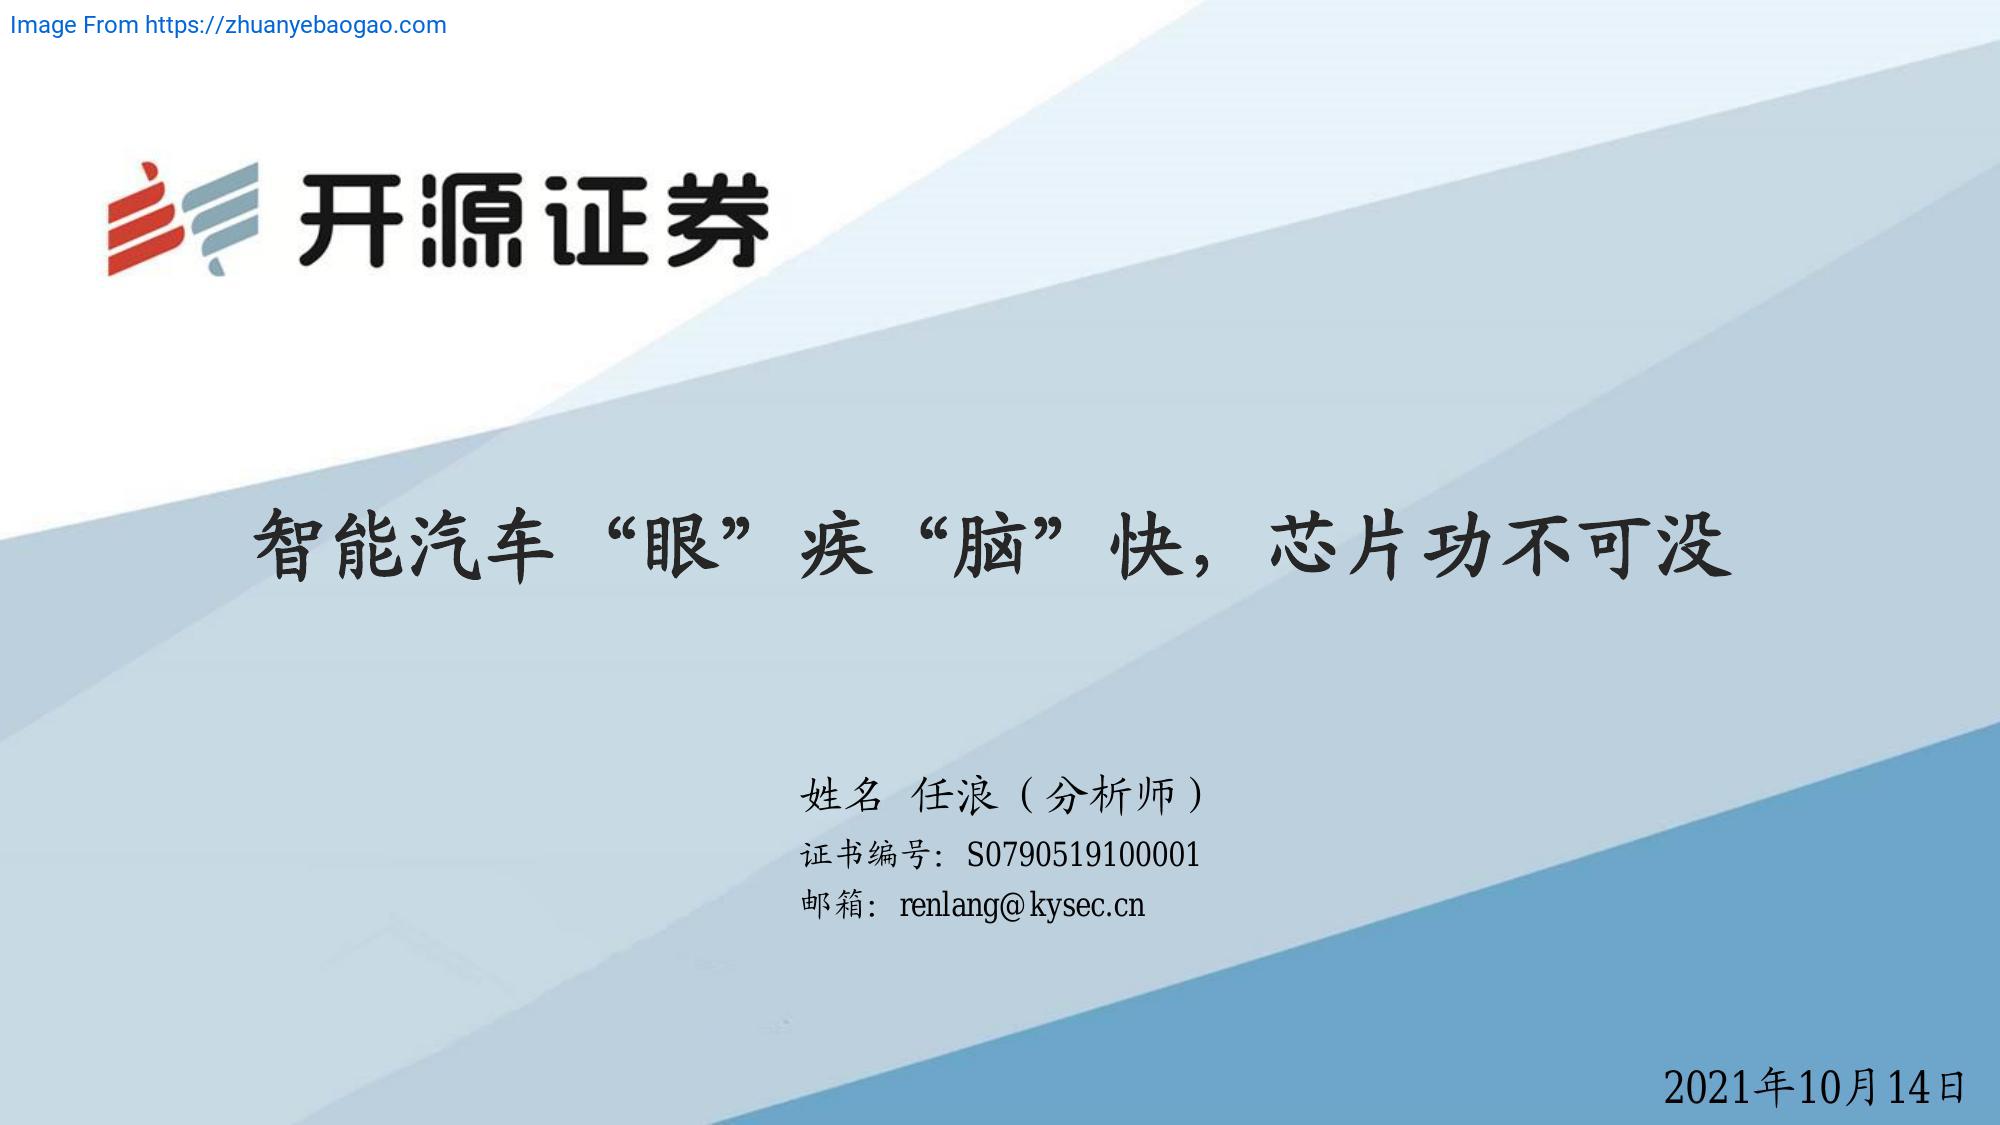 Image From https://zhuanyebaogao.com
开源证券
智能汽车“眼”疾“脑”快，芯片功不可没
姓名 任浪（分析师）
证书编号：S0790519100001
邮箱：renlang@kysec.cn
2021年10月14日